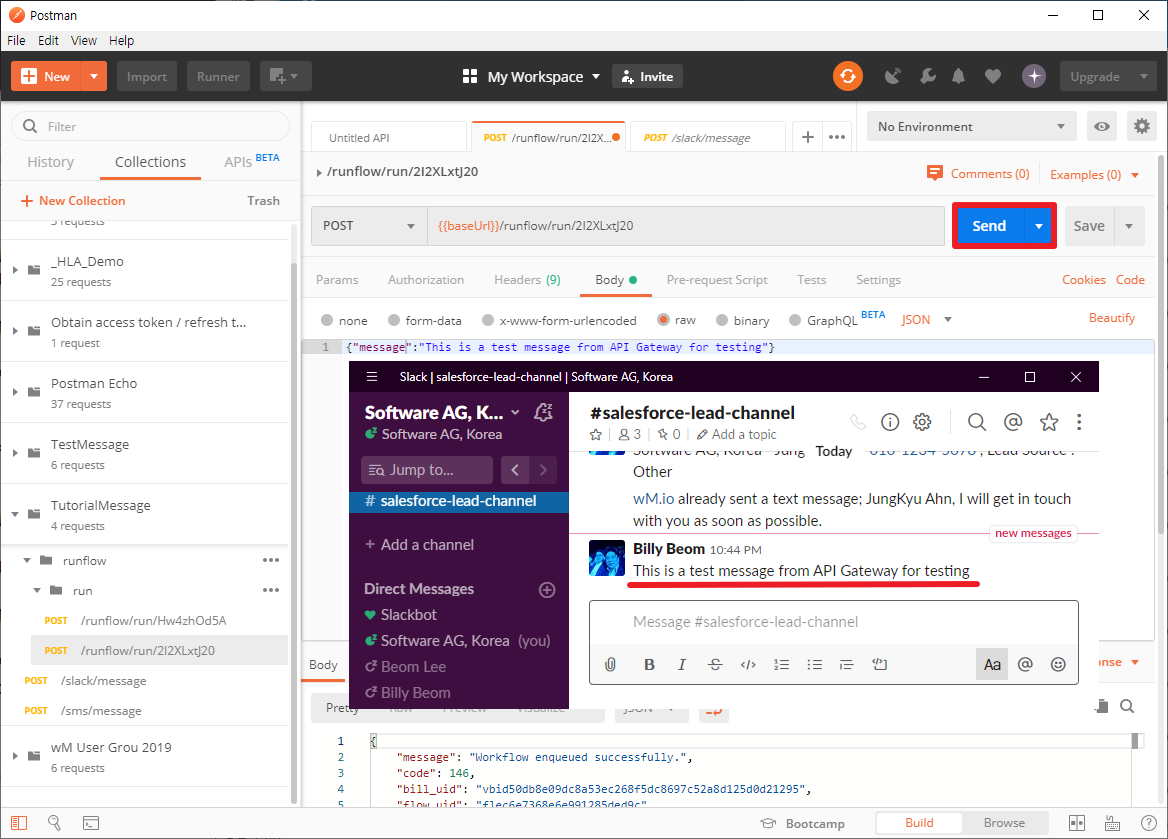 Postman
File Edit View Help
New Import Runner My Workspace Invite Upgrade
Filter
History Collections APIs BETA
New Collection Trash
5 requests
_HLA_Demo
25 requests
Obtain access token / refresh t...
1 request
Postman Echo
37 requests
TestMessage
6 requests
TutorialMessage
4 requests
runflow
run
POST /runflow/run/Hw4zhOd5A
POST /runflow/run/2I2XLxtJ20
POST /slack/message
POST /sms/message
wM User Grou 2019
6 requests
Untitled API POST /runflow/run/2I2X... POST /slack/message No Environment
/runflow/run/2I2XLxtJ20 Comments (0) Examples (0)
POST {{baseUrl}}/runflow/run/2I2XLxtJ20 Send Save
Params Authorization Headers (9) Body Pre-request Script Tests Settings Cookies Code
none form-data x-www-form-urlencoded raw binary GraphQL BETA JSON Beautify
1 {"message":"This is a test message from API Gateway for testing"}
Slack | salesforce-lead-channel | Software AG, Korea
Software AG, K...
Software AG, Korea
Jump to...
# salesforce-lead-channel
+ Add a channel
Direct Messages
Slackbot
Software AG, Korea (you)
Beom Lee
Billy Beom
#salesforce-lead-channel
3 0 Add a topic
Software AG, Korea - Jung Today 010-1234-5678 , Lead Source :
Other
wM.io already sent a text message; JungKyu Ahn, I will get in touch
with you as soon as possible.
new messages
Billy Beom 10:44 PM
This is a test message from API Gateway for testing
Message #salesforce-lead-channel
B I S </> Aa @
Body onse
Pretty Raw Preview Visualize JSON
1 {
2 "message": "Workflow enqueued successfully.",
3 "code": 146,
4 "bill_uid": "vbid50db8e09dc8a53ec268f5dc8697c52a8d125d0d21295",
5 "flow_uid": "flec6e7368e6e991285ded9c"
Bootcamp Build Browse